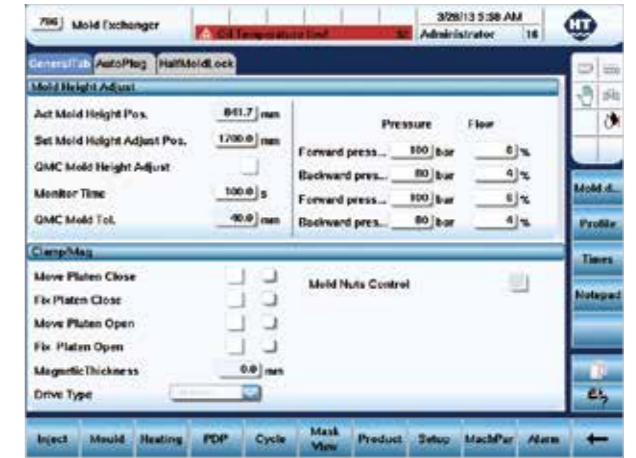 786 Mold Exchanger
3/28/13 5:58 AM
Oil Temperature
Administrator 16
HT
GeneralTab AutoPlug HalfMoldLock
Mold Height Adjust
Act Mold Height Pos. 841.7 mm
Set Mold Height Adjust Pos. 1700.0 mm
QMC Mold Height Adjust
Monitor Time 100.0 s
QMC Mold Tol. 40.0 mm
Pressure Flow
Forward press... 100 bar %
Backward pres... 80 bar 4 %
Forward press... 100 bar %
Backward pres... 80 bar 4 %
Clamp/Mag
Move Platen Close
Fix Platen Close
Move Platen Open
Fix Platen Open
MagneticThickness 0.0 mm
Drive Type
Mold Nuts Control
Mold d...
Profile
Times
Notepad
Inject Mould Heating PDP Cycle Mask View Product Setup MachPar Alarm